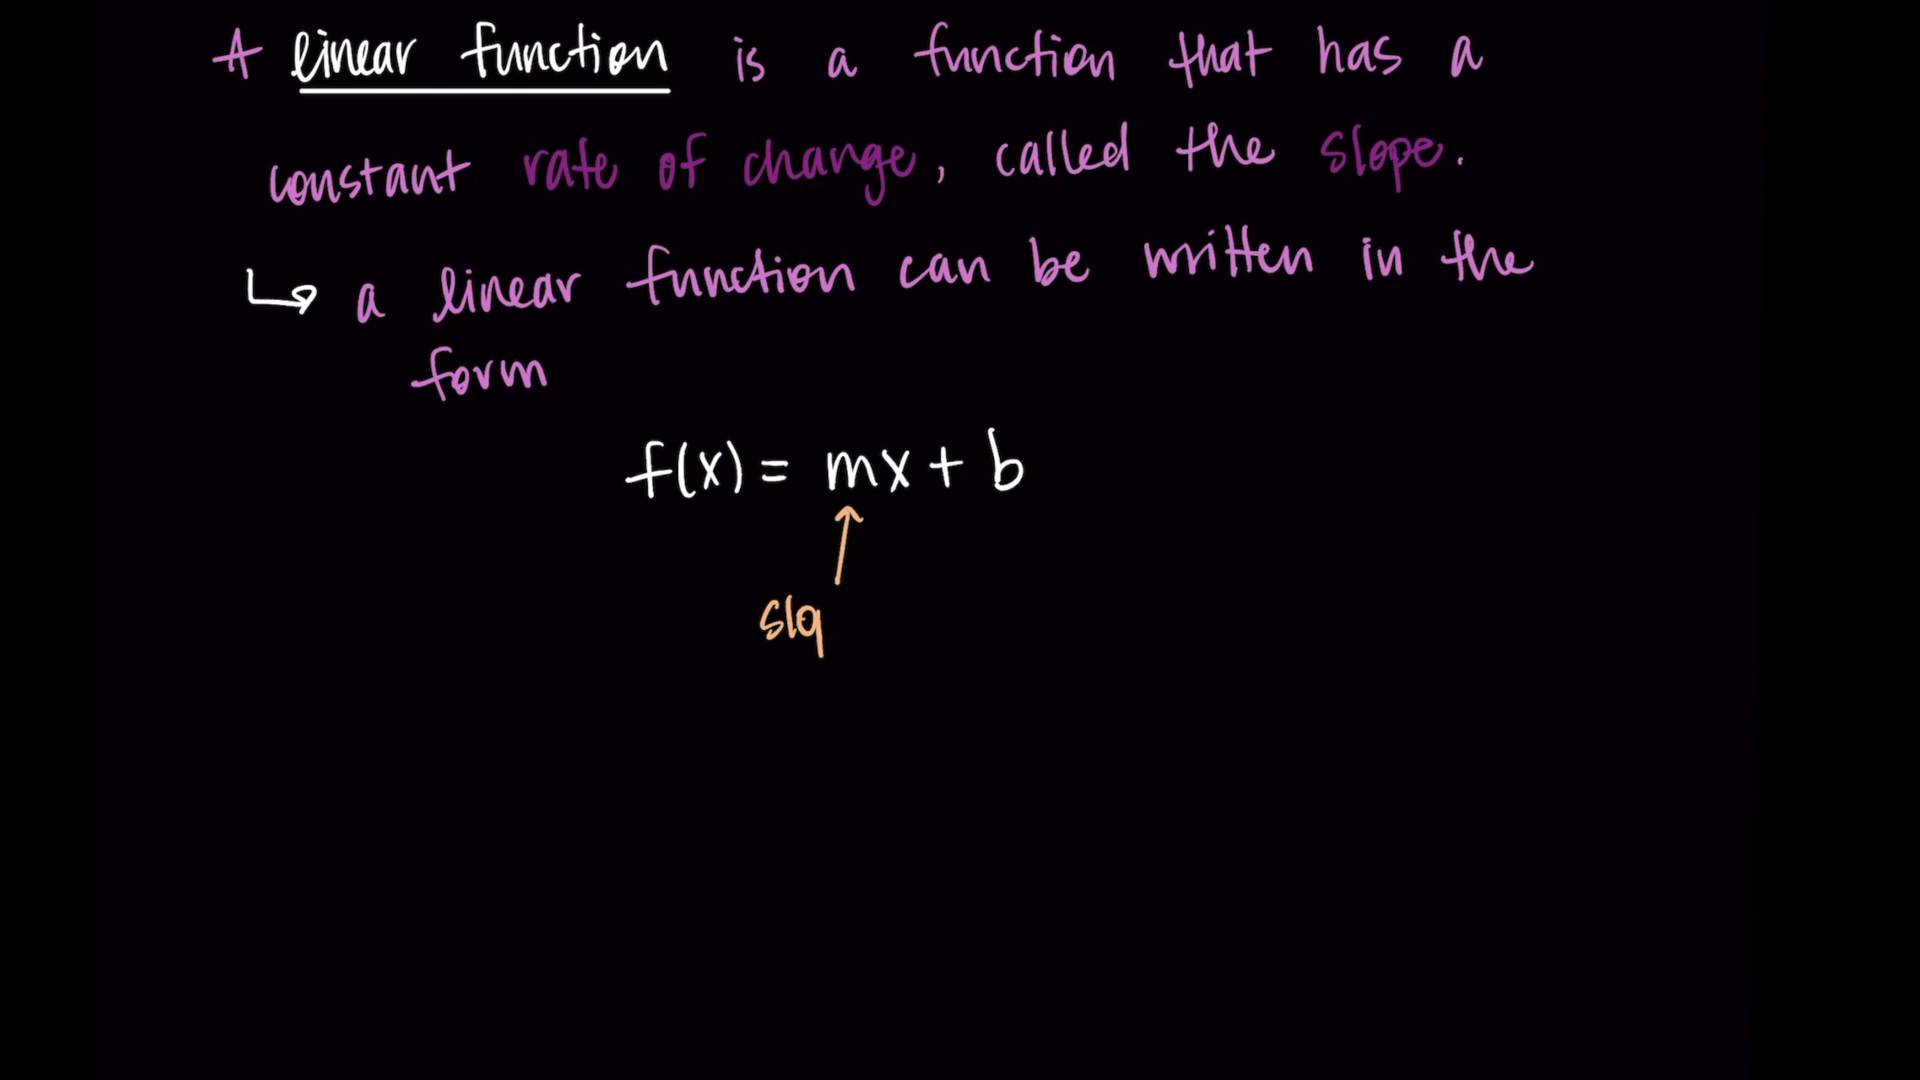 A linear function is a function that has a
constant rate of change, called the slope.
↳ a linear function can be written in the
form
f(x) = mx + b
↑
slo